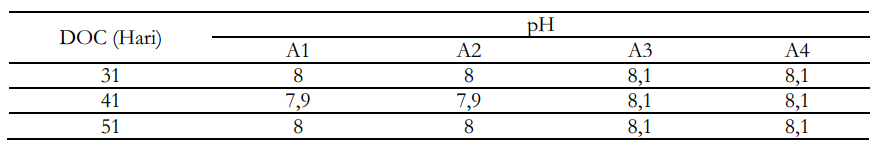 DOC (Hari) pH
A1 A2 A3 A4
31 8 8 8,1 8,1
41 7,9 7,9 8,1 8,1
51 8 8 8,1 8,1